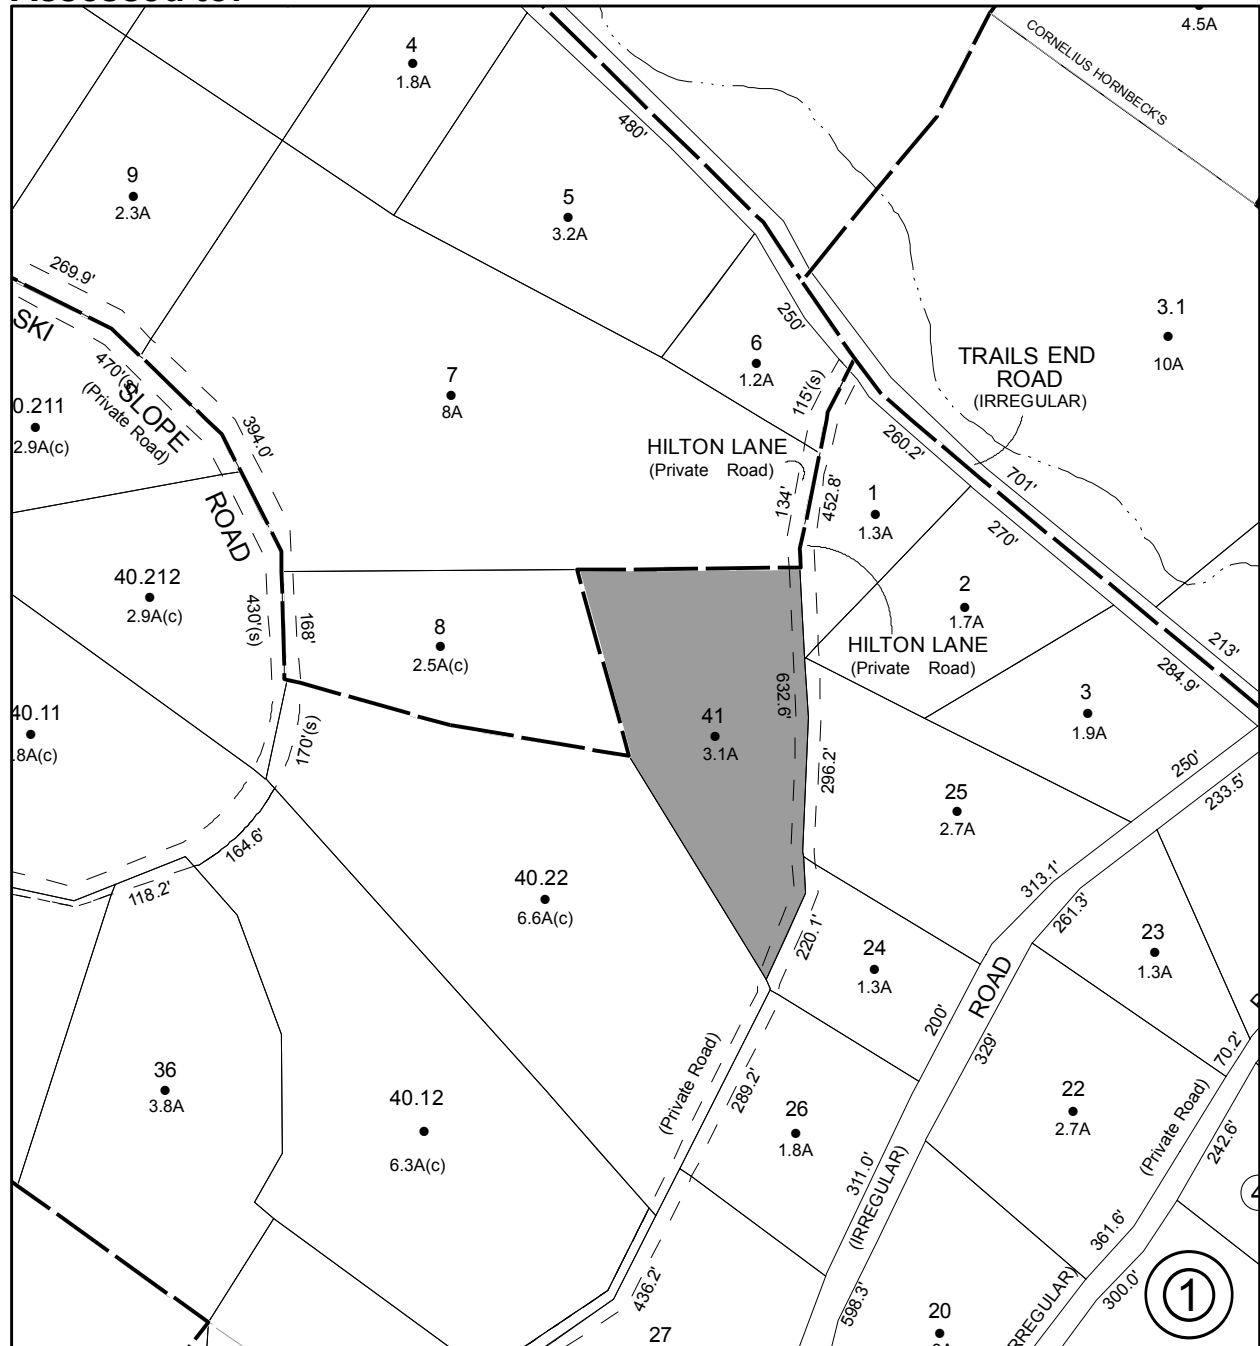 4
1.8A
4.5A
CORNELIUS HORNBECK'S
480'
9
2.3A
5
3.2A
269.9'
SKI
SLOPE
ROAD
(Private Road)
470'(s)
250'
6
1.2A
3.1
10A
TRAILS END
ROAD
(IRREGULAR)
7
8A
115'(s)
0.211
2.9A(c)
394.0'
HILTON LANE
(Private Road)
260.2'
701'
134'
452.8'
1
1.3A
270'
40.212
2.9A(c)
430'(s)
168'
8
2.5A(c)
2
1.7A
HILTON LANE
(Private Road)
213'
284.9'
632.6'
3
1.9A
40.11
.8A(c)
170'(s)
41
3.1A
296.2'
250'
233.5'
25
2.7A
164.6'
118.2'
40.22
6.6A(c)
313.1'
261.3'
220.1'
24
1.3A
23
1.3A
ROAD
200'
329'
70.2'
36
3.8A
40.12
6.3A(c)
(Private Road)
289.2'
26
1.8A
22
2.7A
(Private Road)
242.6'
311.0'
(IRREGULAR)
4
361.6'
436.2'
598.3'
300.0'
1
27
20
RREGULAR)